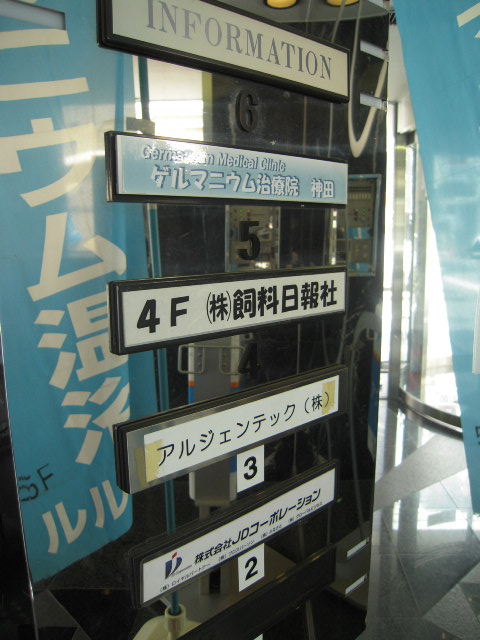 INFORMATION
6
Germanium Medical Clinic
ゲルマニウム治療院 神田
5
4F ㈱飼料日報社
4
アルジェンテック(株)
3
株式会社JDコーポレーション
2
ニウム温浴
5F
ルル